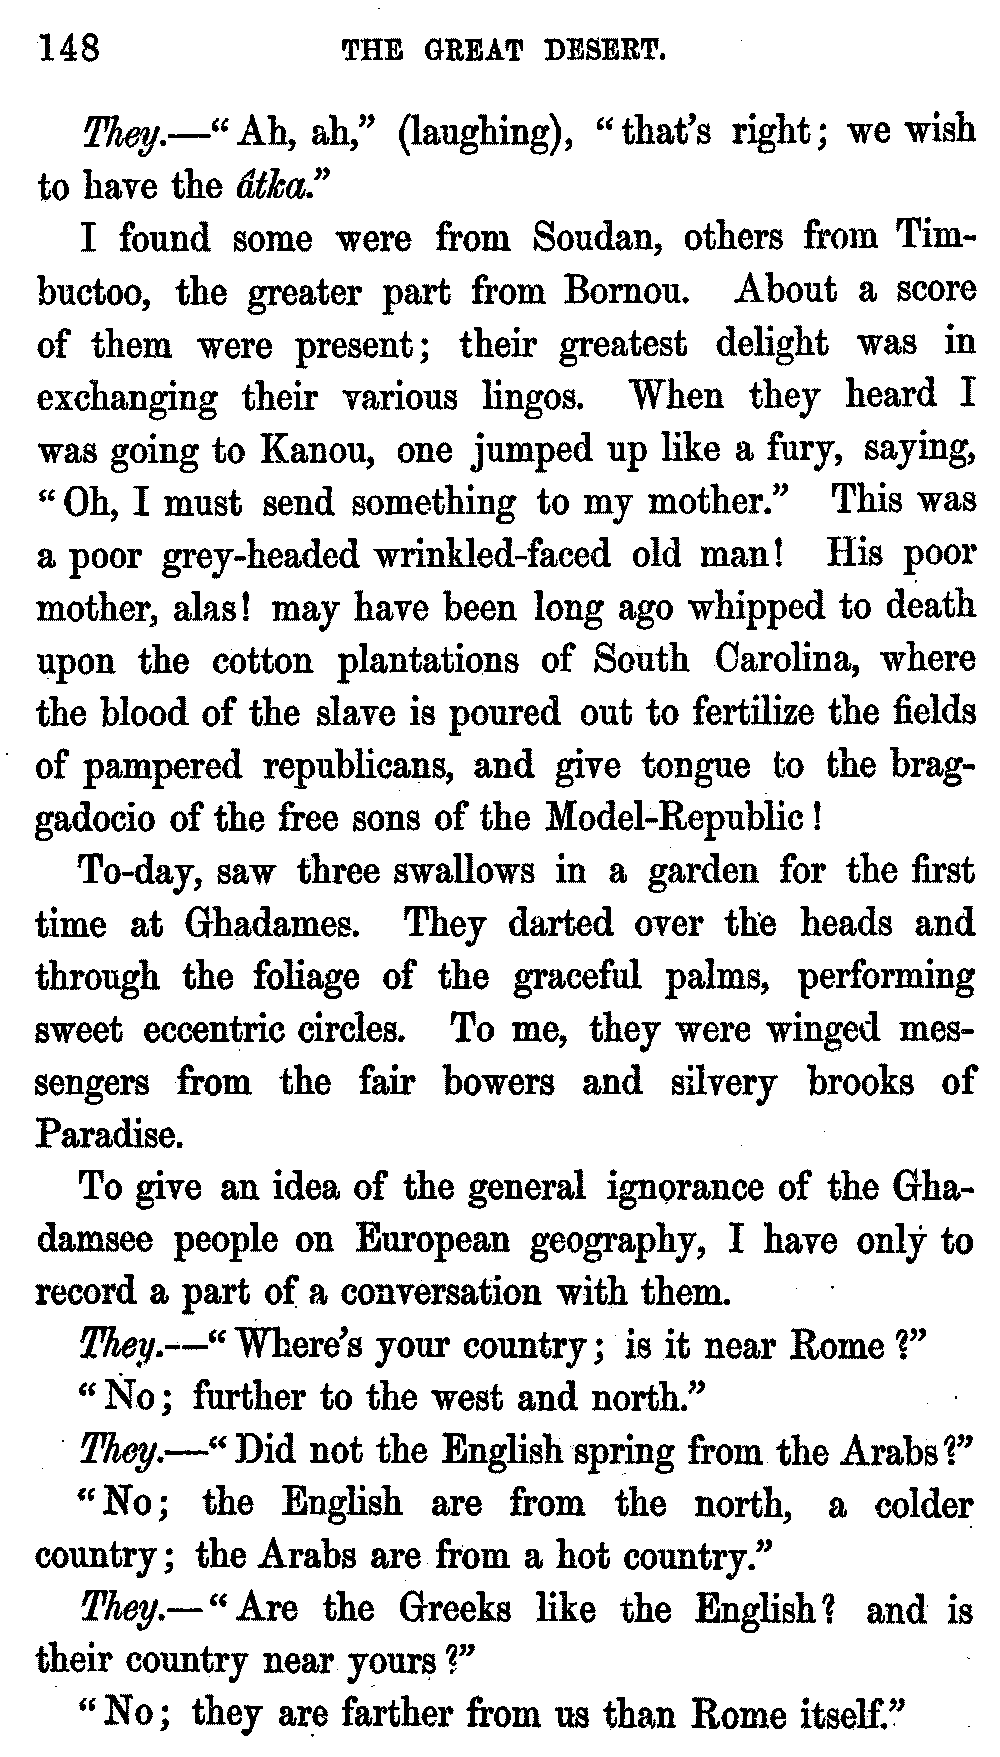 148 THE GREAT DESERT.
They.—“Ah, ah,” (laughing), “that’s right; we wish
to have the âtka.”
I found some were from Soudan, others from Tim-
buctoo, the greater part from Bornou. About a score
of them were present; their greatest delight was in
exchanging their various lingos. When they heard I
was going to Kanou, one jumped up like a fury, saying,
“Oh, I must send something to my mother.” This was
a poor grey-headed wrinkled-faced old man! His poor
mother, alas! may have been long ago whipped to death
upon the cotton plantations of South Carolina, where
the blood of the slave is poured out to fertilize the fields
of pampered republicans, and give tongue to the brag-
gadocio of the free sons of the Model-Republic!
To-day, saw three swallows in a garden for the first
time at Ghadames. They darted over the heads and
through the foliage of the graceful palms, performing
sweet eccentric circles. To me, they were winged mes-
sengers from the fair bowers and silvery brooks of
Paradise.
To give an idea of the general ignorance of the Gha-
damsee people on European geography, I have only to
record a part of a conversation with them.
They.—“Where’s your country; is it near Rome?”
“No; further to the west and north.”
They.—“Did not the English spring from the Arabs?”
“No; the English are from the north, a colder
country; the Arabs are from a hot country.”
They.—“Are the Greeks like the English? and is
their country near yours?”
“No; they are farther from us than Rome itself.”